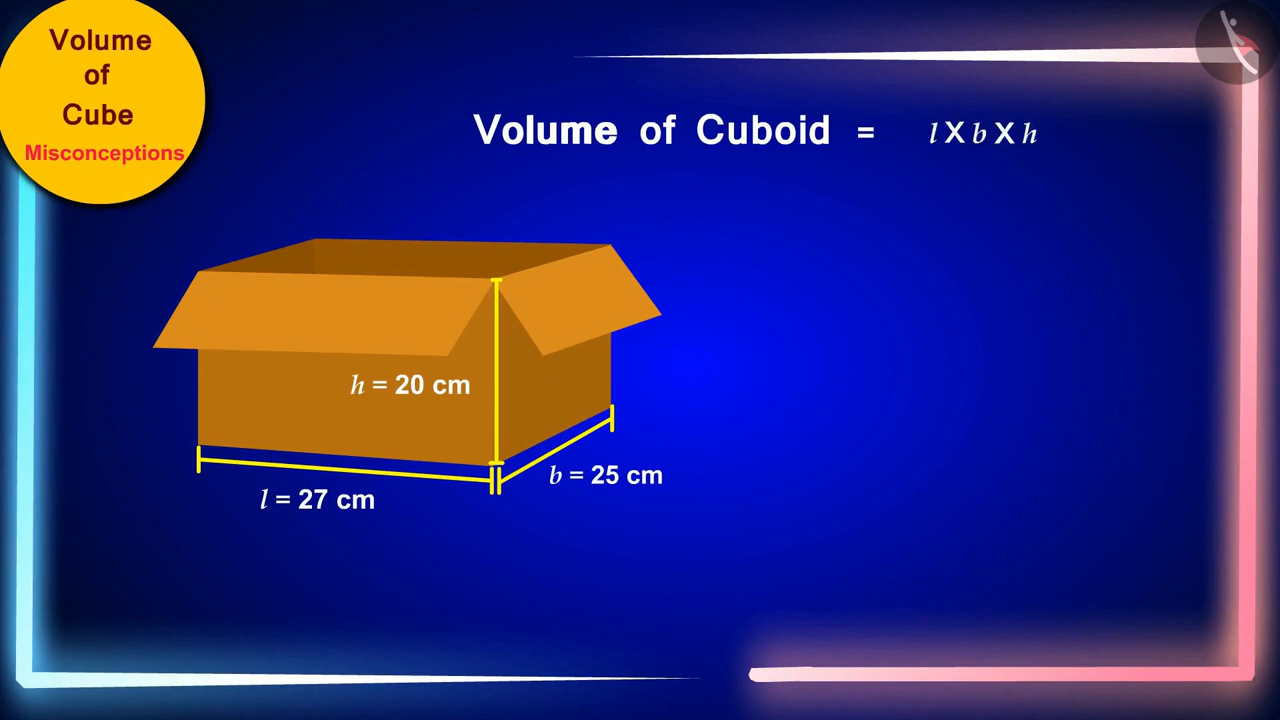 Volume
of
Cube
Misconceptions
Volume of Cuboid = l X b X h
h = 20 cm
b = 25 cm
l = 27 cm